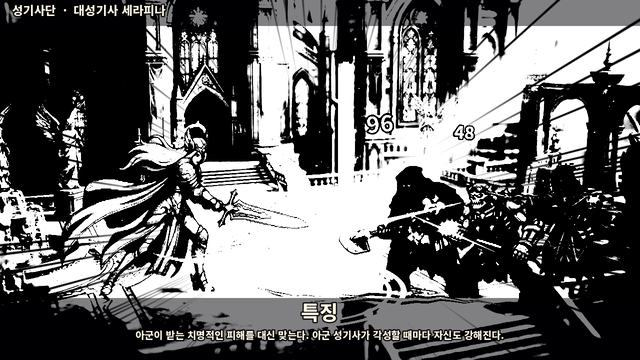 성기사단 · 대성기사 세라피나
96
48
특징
아군이 받는 치명적인 피해를 대신 맞는다. 아군 성기사가 각성할 때마다 자신도 강해진다.